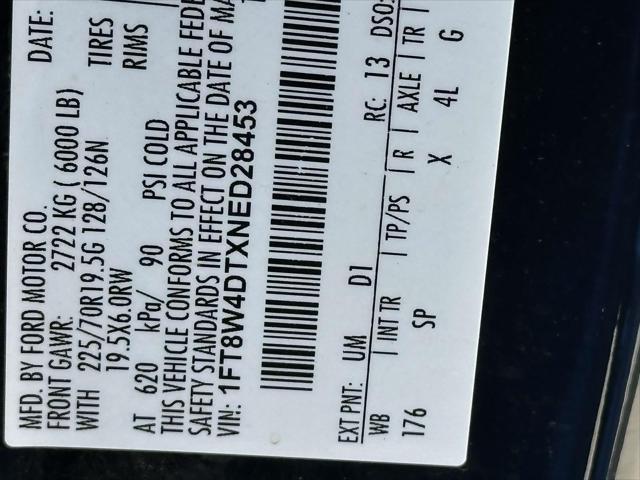 MFD. BY FORD MOTOR CO. DATE:
FRONT GAWR: 2722 KG ( 6000 LB)
WITH 225/70R19.5G 128/126N TIRES
19.5X6.0RW RIMS
AT 620 kPa/ 90 PSI COLD
THIS VEHICLE CONFORMS TO ALL APPLICABLE FEDE
SAFETY STANDARDS IN EFFECT ON THE DATE OF MA
VIN: 1FT8W4DTXNED28453
EXT PNT: UM D1 RC: 13 DSO:
WB | INT TR | TP/PS | R | AXLE | TR |
176 SP X 4L G